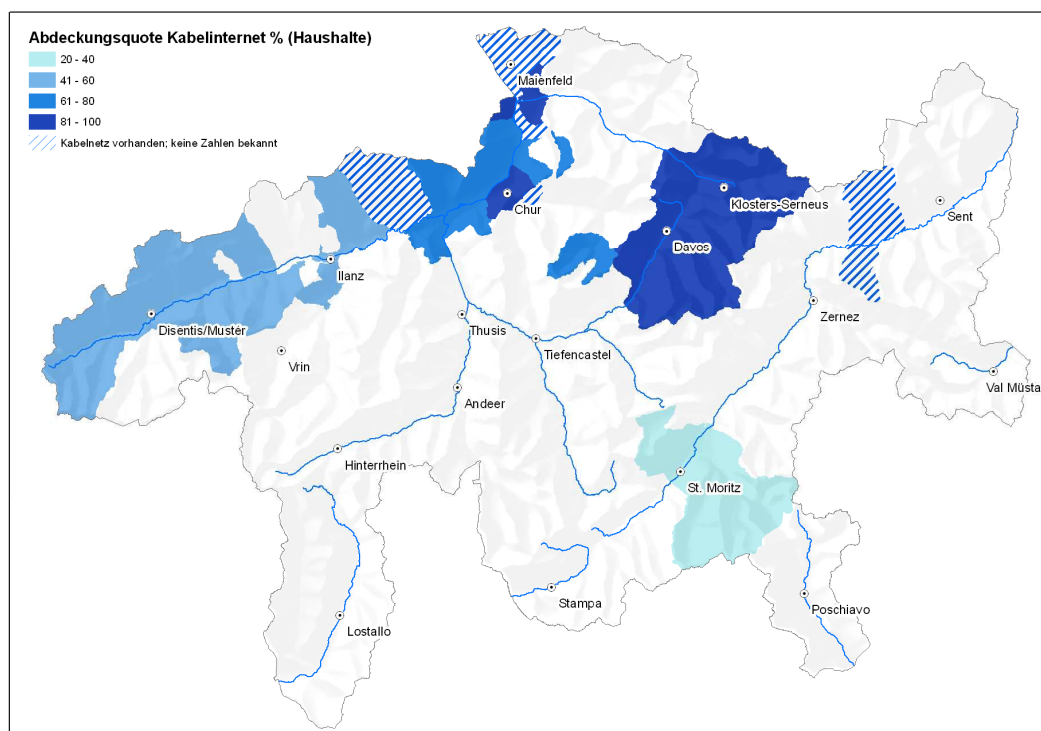 Abdeckungsquote Kabelinternet % (Haushalte)
20 - 40
41 - 60
61 - 80
81 - 100
Kabelnetz vorhanden; keine Zahlen bekannt
Maienfeld
Chur
Klosters-Serneus
Sent
Davos
Ilanz
Disentis/Mustér
Thusis
Zernez
Tiefencastel
Vrin
Val Müsta
Andeer
Hinterrhein
St. Moritz
Stampa
Poschiavo
Lostallo